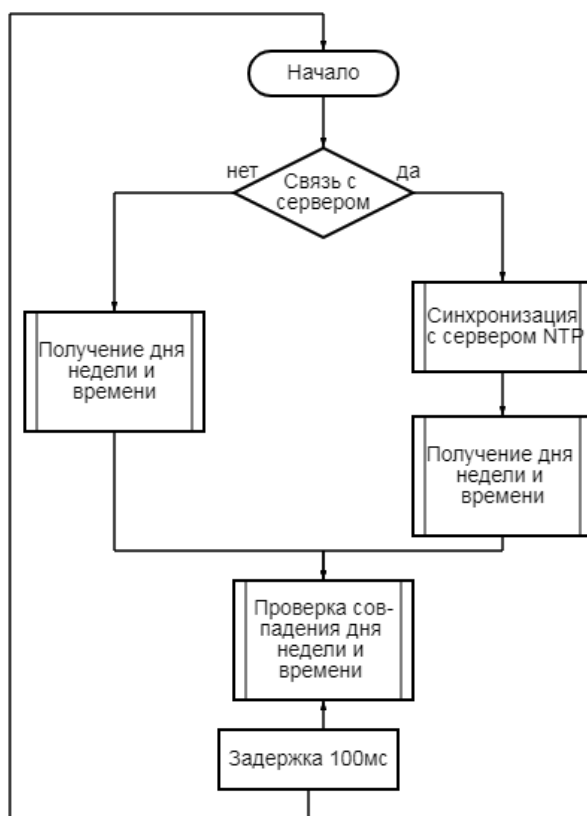 Начало
нет
да
Связь с
сервером
Получение дня
недели и
времени
Синхронизация
с сервером NTP
Получение дня
недели и
времени
Проверка сов-
падения дня
недели и
времени
Задержка 100мс